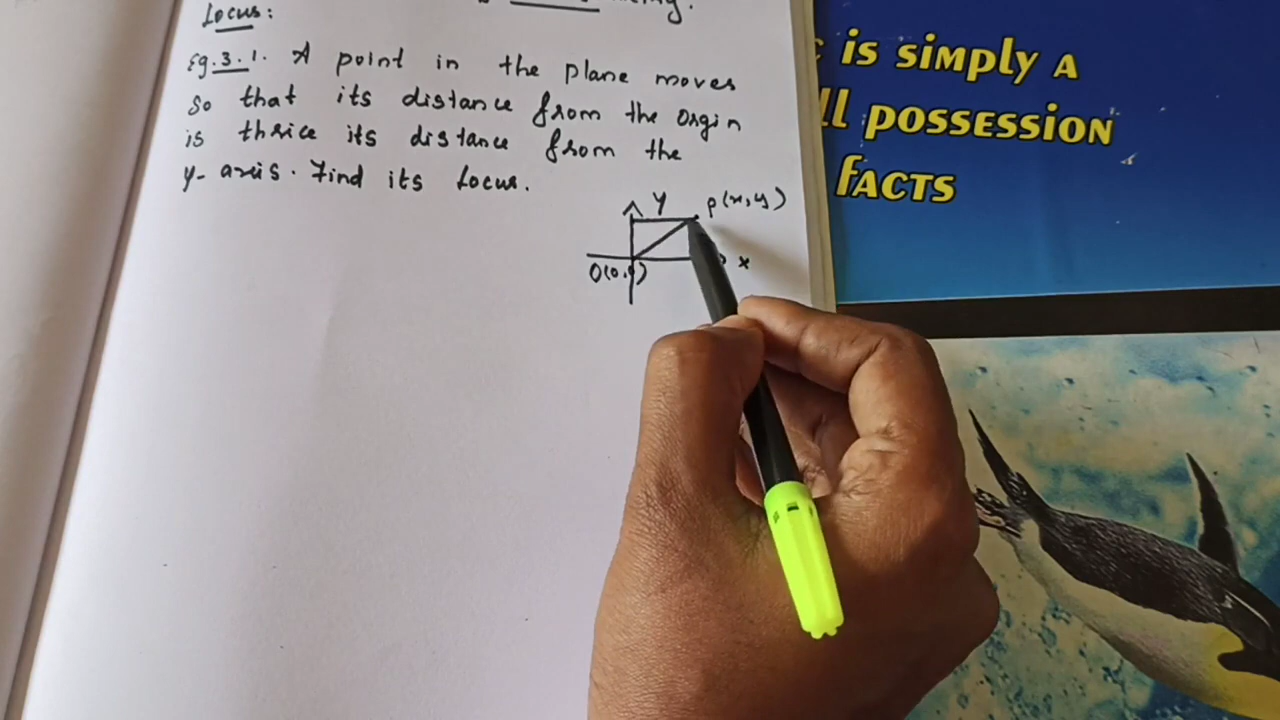 Locus:
Eg.3.1. A point in the plane moves
so that its distance from the orgin
is thrice its distance from the
y-axis. Find its locus.
y
P(x,y)
O(0,0)
x
is simply a
ll possession
facts